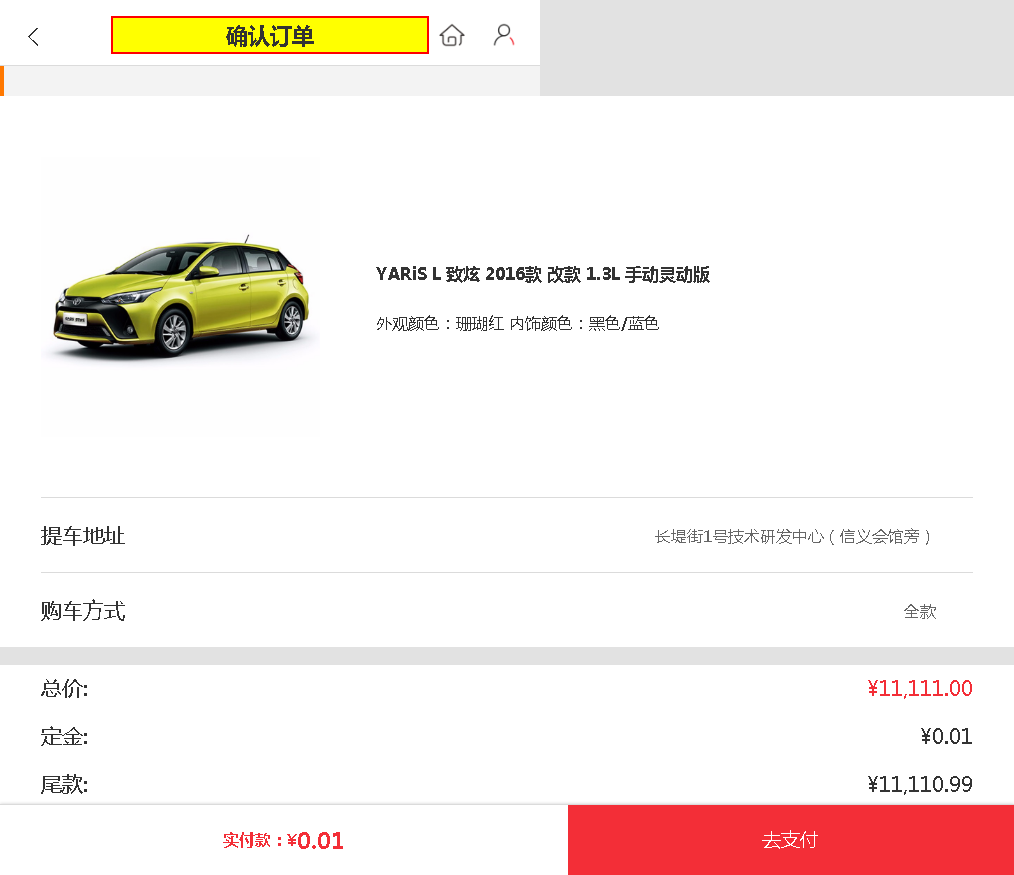 确认订单
YARiS L 致炫 2016款 改款 1.3L 手动灵动版
外观颜色：珊瑚红 内饰颜色：黑色/蓝色
提车地址 长堤街1号技术研发中心（信义会馆旁）
购车方式 全款
总价: ¥11,111.00
定金: ¥0.01
尾款: ¥11,110.99
实付款：¥0.01 去支付